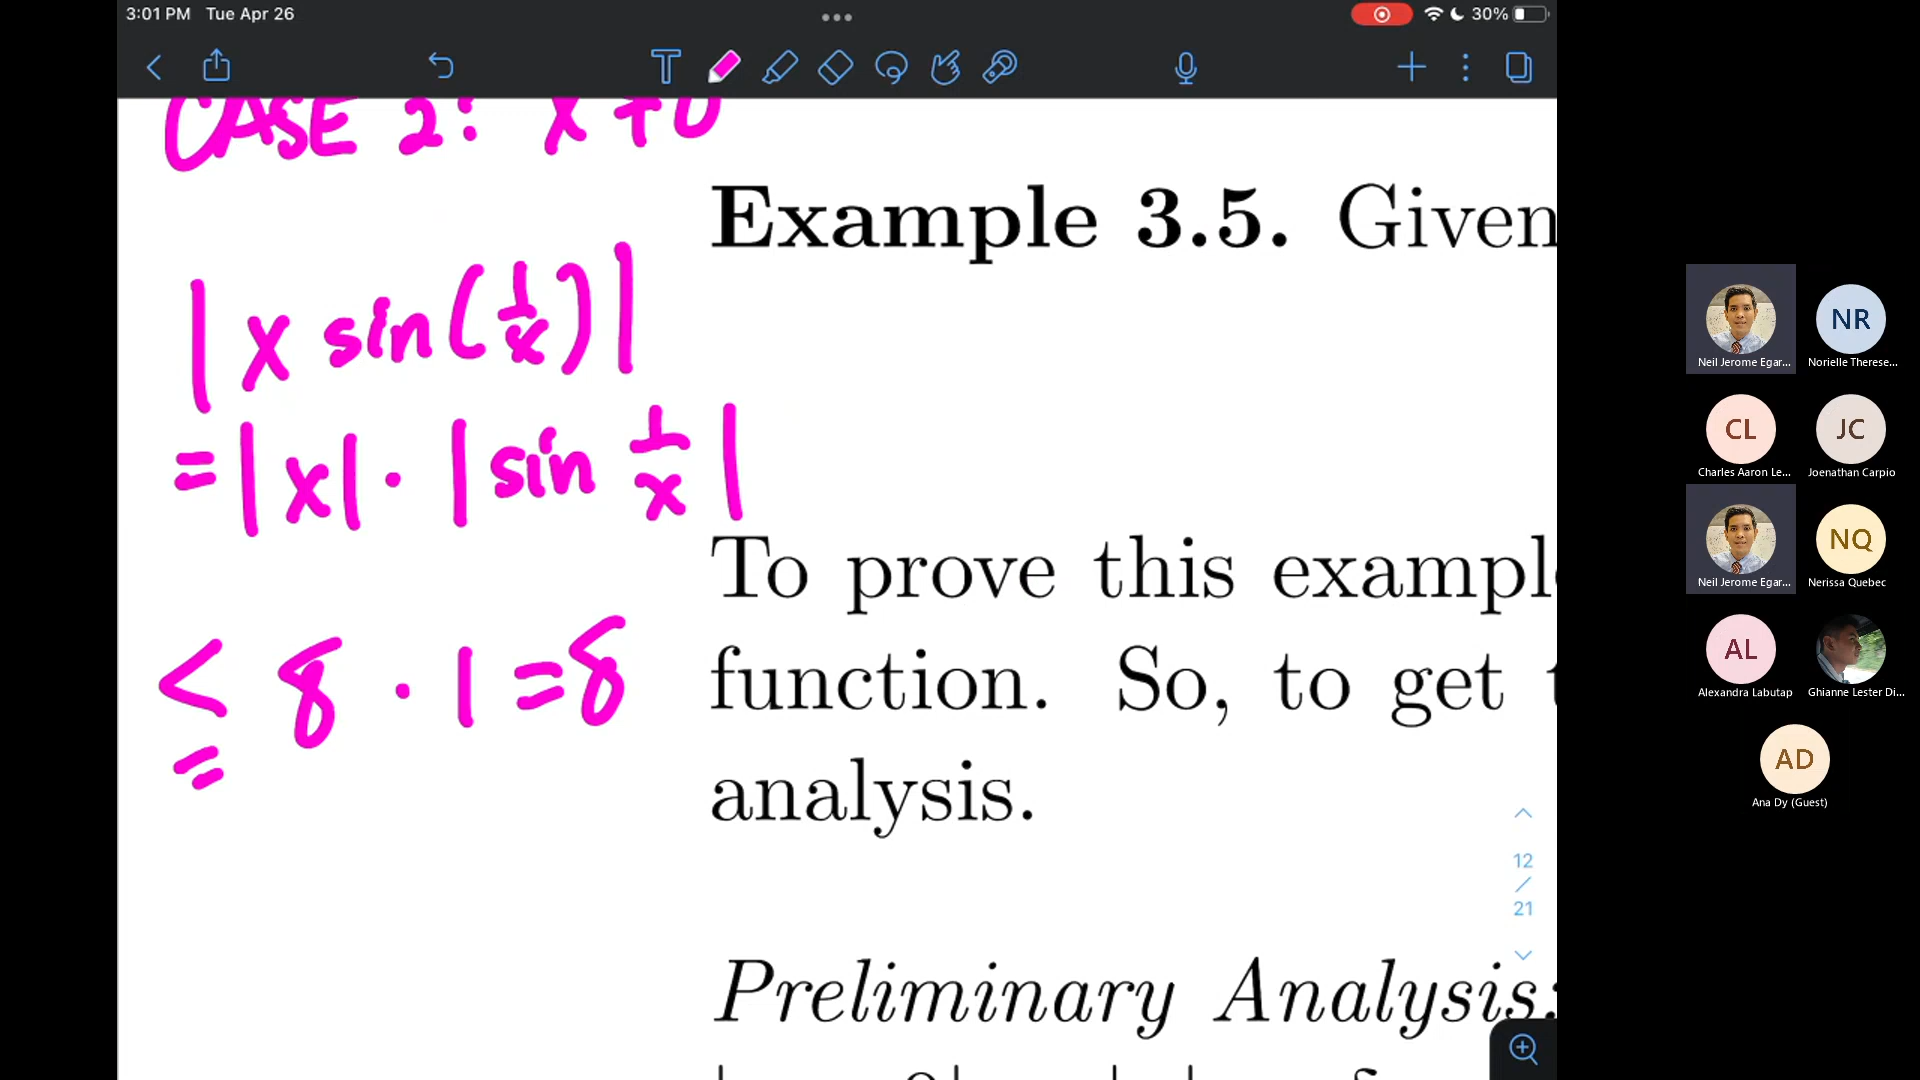 3:01 PM Tue Apr 26
30%
CASE 2: x ≠ 0
|x sin(1/x)|
= |x| · |sin 1/x|
≤ δ · 1 = δ
=
Example 3.5. Given
To prove this exampl
function. So, to get
analysis.
Preliminary Analysis:
12
/
21
Neil Jerome Egar...
NR
Norielle Therese...
CL
Charles Aaron Le...
JC
Joenathan Carpio
Neil Jerome Egar...
NQ
Nerissa Quebec
AL
Alexandra Labutap
Ghianne Lester Di...
AD
Ana Dy (Guest)